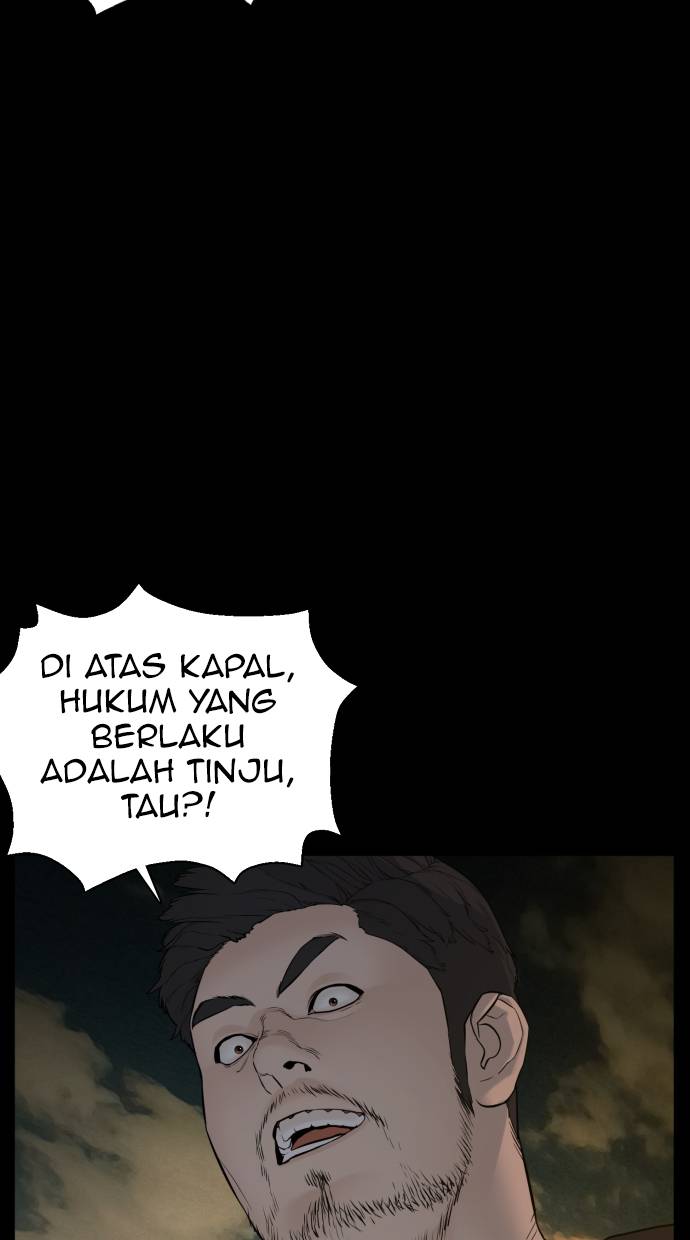 DI ATAS KAPAL,
HUKUM YANG
BERLAKU
ADALAH TINJU,
TAU?!